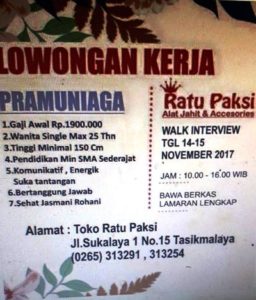 LOWONGAN KERJA
PRAMUNIAGA
1.Gaji Awal Rp.1900.000
2.Wanita Single Max 25 Thn
3.Tinggi Minimal 150 Cm
4.Pendidikan Min SMA Sederajat
5.Komunikatif , Energik
Suka tantangan
6.Bertanggung Jawab
7.Sehat Jasmani Rohani
Ratu Paksi
Alat Jahit & Accesories
WALK INTERVIEW
TGL 14-15
NOVEMBER 2017
JAM : 10.00 - 16.00 WIB
BAWA BERKAS
LAMARAN LENGKAP
Alamat : Toko Ratu Paksi
Jl.Sukalaya 1 No.15 Tasikmalaya
(0265) 313291 , 313254